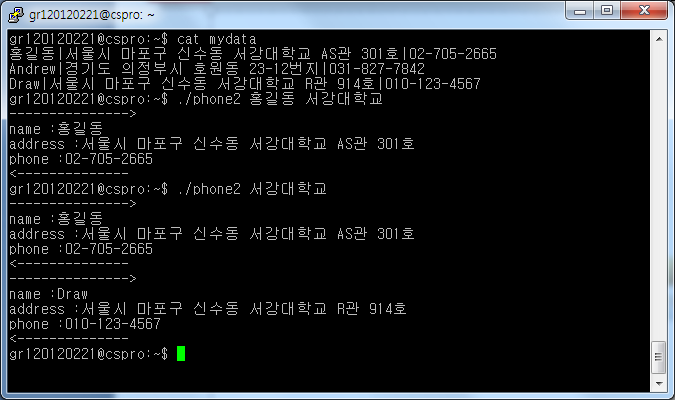 gr120120221@cspro: ~
gr120120221@cspro:~$ cat mydata
홍길동|서울시 마포구 신수동 서강대학교 AS관 301호|02-705-2665
Andrew|경기도 의정부시 호원동 23-12번지|031-827-7842
Draw|서울시 마포구 신수동 서강대학교 R관 914호|010-123-4567
gr120120221@cspro:~$ ./phone2 홍길동 서강대학교
--------------->
name :홍길동
address :서울시 마포구 신수동 서강대학교 AS관 301호
phone :02-705-2665
<---------------
gr120120221@cspro:~$ ./phone2 서강대학교
--------------->
name :홍길동
address :서울시 마포구 신수동 서강대학교 AS관 301호
phone :02-705-2665
<---------------
--------------->
name :Draw
address :서울시 마포구 신수동 서강대학교 R관 914호
phone :010-123-4567
<---------------
gr120120221@cspro:~$